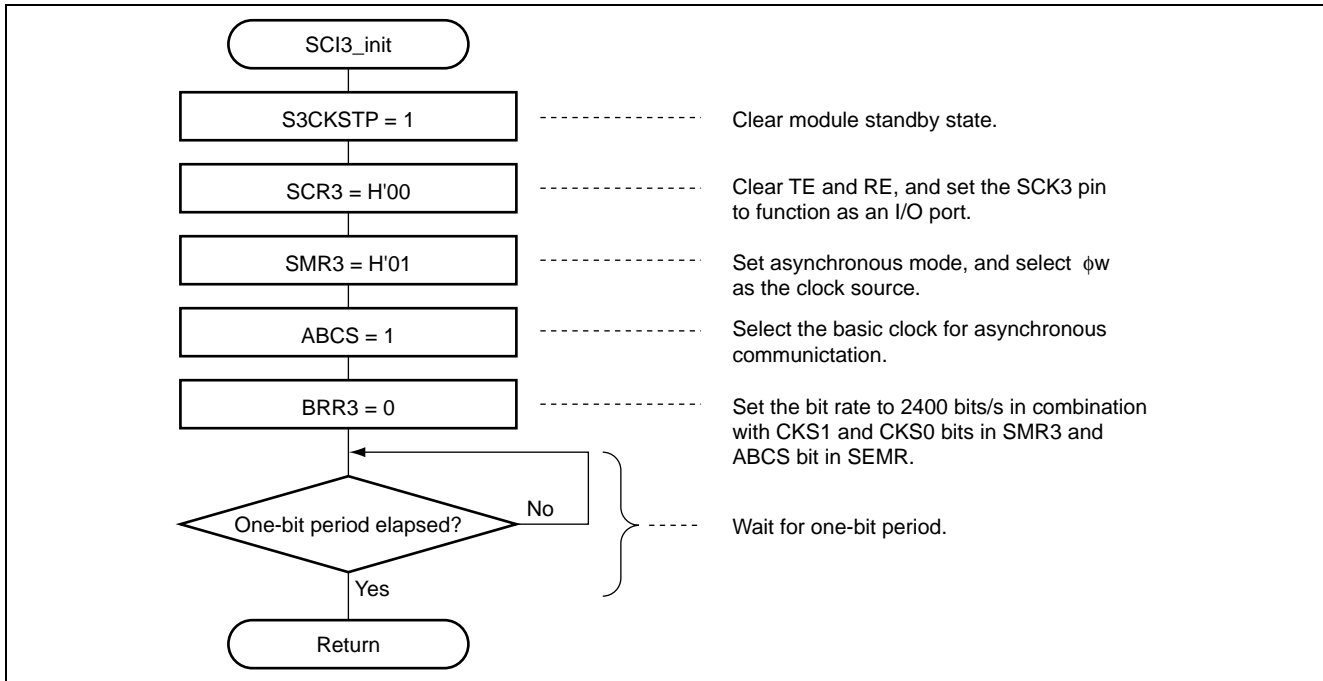 SCI3_init
S3CKSTP = 1
Clear module standby state.
SCR3 = H'00
Clear TE and RE, and set the SCK3 pin
to function as an I/O port.
SMR3 = H'01
Set asynchronous mode, and select ϕw
as the clock source.
ABCS = 1
Select the basic clock for asynchronous
communictation.
BRR3 = 0
Set the bit rate to 2400 bits/s in combination
with CKS1 and CKS0 bits in SMR3 and
ABCS bit in SEMR.
One-bit period elapsed?
No
Wait for one-bit period.
Yes
Return